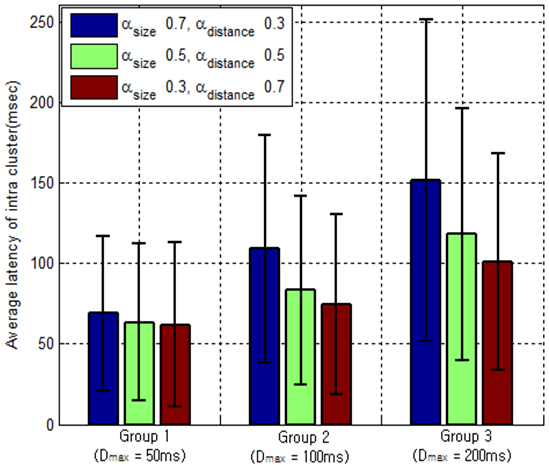 250
200
150
100
50
0
Average latency of intra cluster(msec)
αsize 0.7, αdistance 0.3
αsize 0.5, αdistance 0.5
αsize 0.3, αdistance 0.7
Group 1
(Dmax = 50ms)
Group 2
(Dmax = 100ms)
Group 3
(Dmax = 200ms)